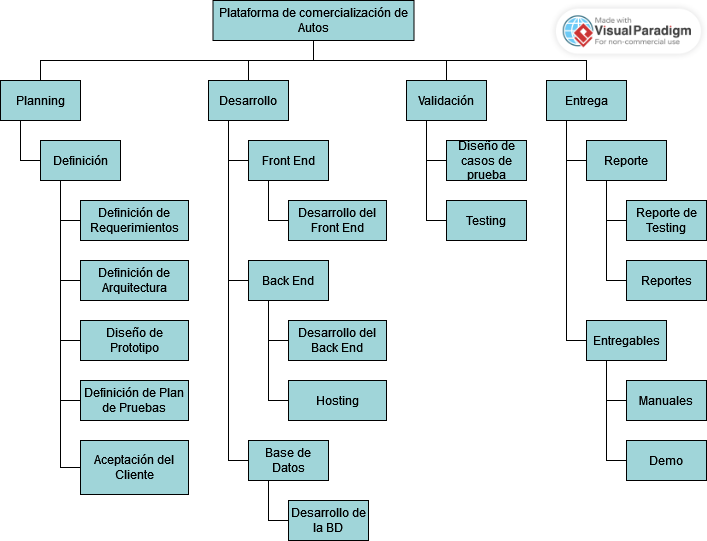 Plataforma de comercialización de
Autos
Made with
VisualParadigm
For non-commercial use
Planning
Desarrollo
Validación
Entrega
Definición
Front End
Diseño de
casos de
prueba
Reporte
Definición de
Requerimientos
Desarrollo del
Front End
Testing
Reporte de
Testing
Definición de
Arquitectura
Back End
Reportes
Diseño de
Prototipo
Desarrollo del
Back End
Entregables
Definición de Plan
de Pruebas
Hosting
Manuales
Aceptación del
Cliente
Base de
Datos
Demo
Desarrollo de
la BD